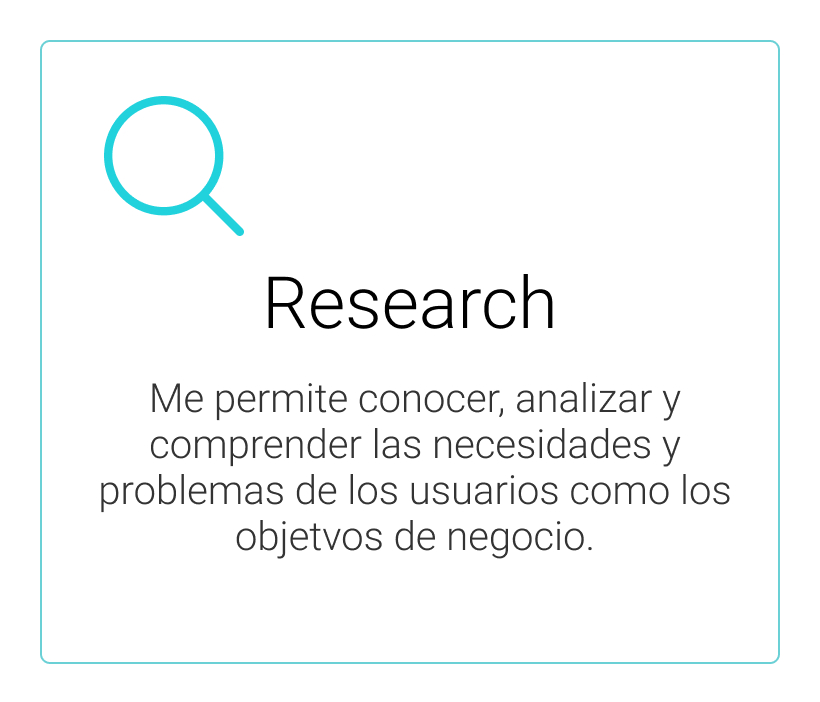 Research
Me permite conocer, analizar y
comprender las necesidades y
problemas de los usuarios como los
objetvos de negocio.